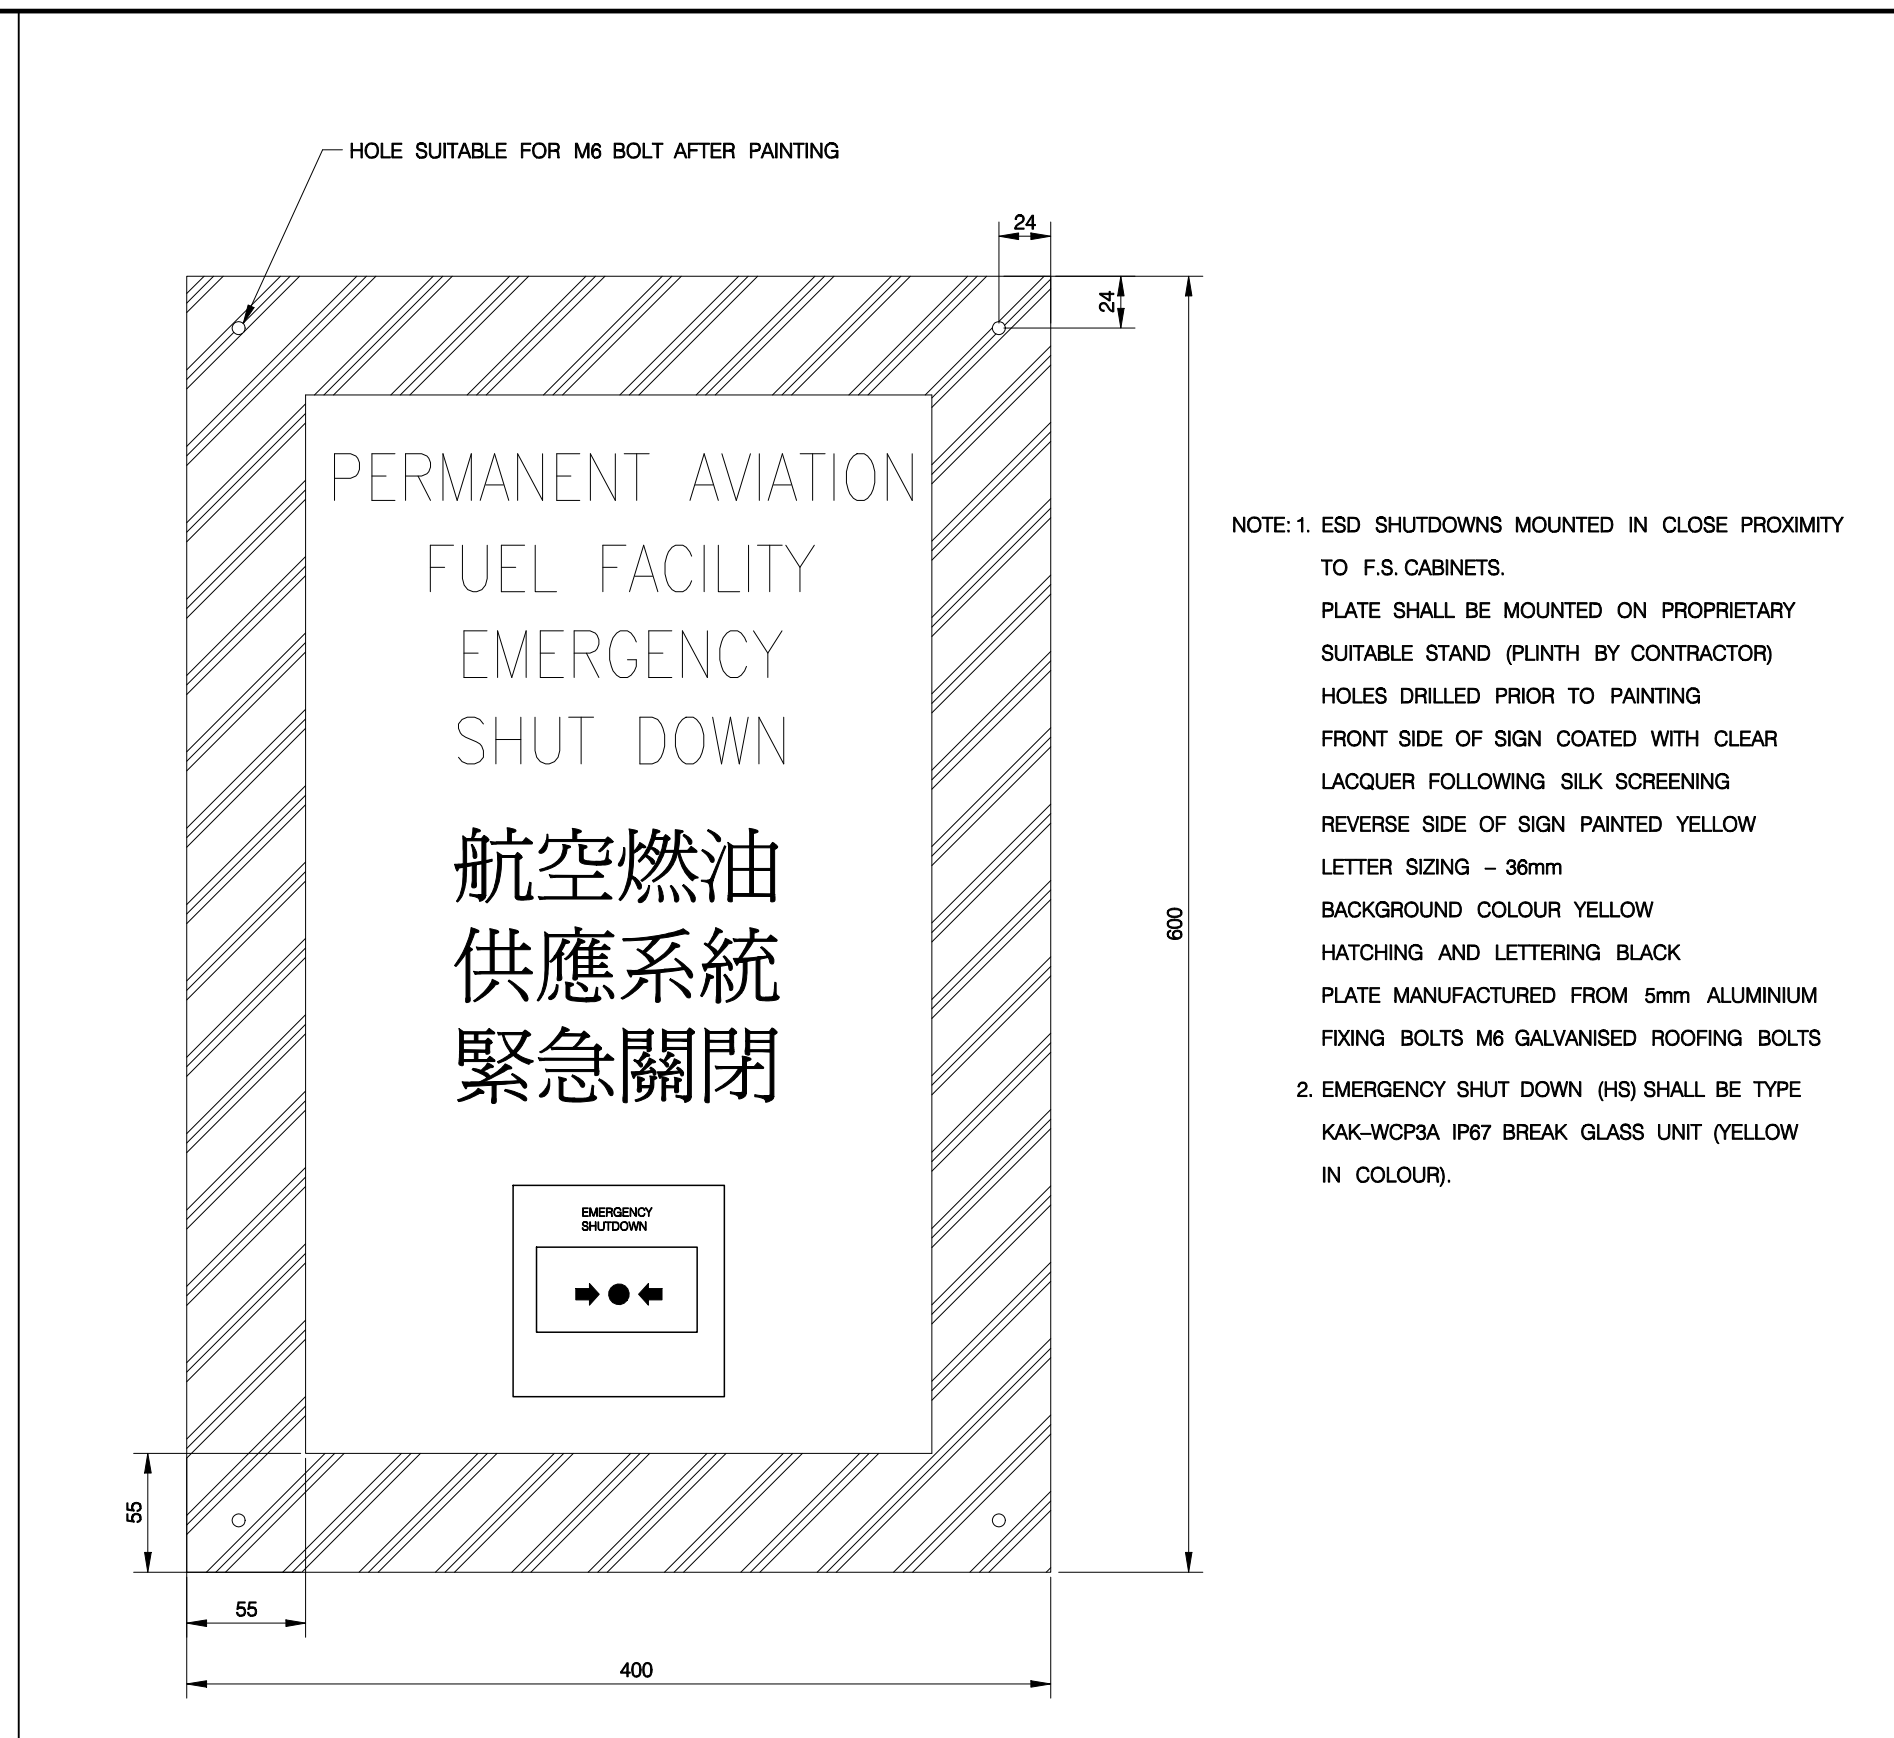 HOLE SUITABLE FOR M6 BOLT AFTER PAINTING
24
24
PERMANENT AVIATION
FUEL FACILITY
EMERGENCY
SHUT DOWN
航空燃油
供應系統
緊急關閉
EMERGENCY
SHUTDOWN
600
55
55
400
NOTE: 1. ESD SHUTDOWNS MOUNTED IN CLOSE PROXIMITY
TO F.S. CABINETS.
PLATE SHALL BE MOUNTED ON PROPRIETARY
SUITABLE STAND (PLINTH BY CONTRACTOR)
HOLES DRILLED PRIOR TO PAINTING
FRONT SIDE OF SIGN COATED WITH CLEAR
LACQUER FOLLOWING SILK SCREENING
REVERSE SIDE OF SIGN PAINTED YELLOW
LETTER SIZING – 36mm
BACKGROUND COLOUR YELLOW
HATCHING AND LETTERING BLACK
PLATE MANUFACTURED FROM 5mm ALUMINIUM
FIXING BOLTS M6 GALVANISED ROOFING BOLTS
2. EMERGENCY SHUT DOWN (HS) SHALL BE TYPE
KAK–WCP3A IP67 BREAK GLASS UNIT (YELLOW
IN COLOUR).